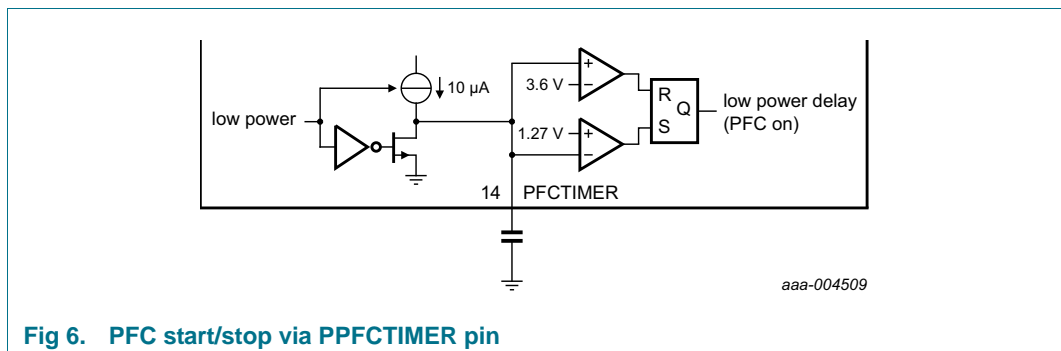 +
10 µA
3.6 V
−
R
low power
Q
low power delay
(PFC on)
1.27 V
+
S
−
14 PFCTIMER
aaa-004509
Fig 6. PFC start/stop via PPFCTIMER pin